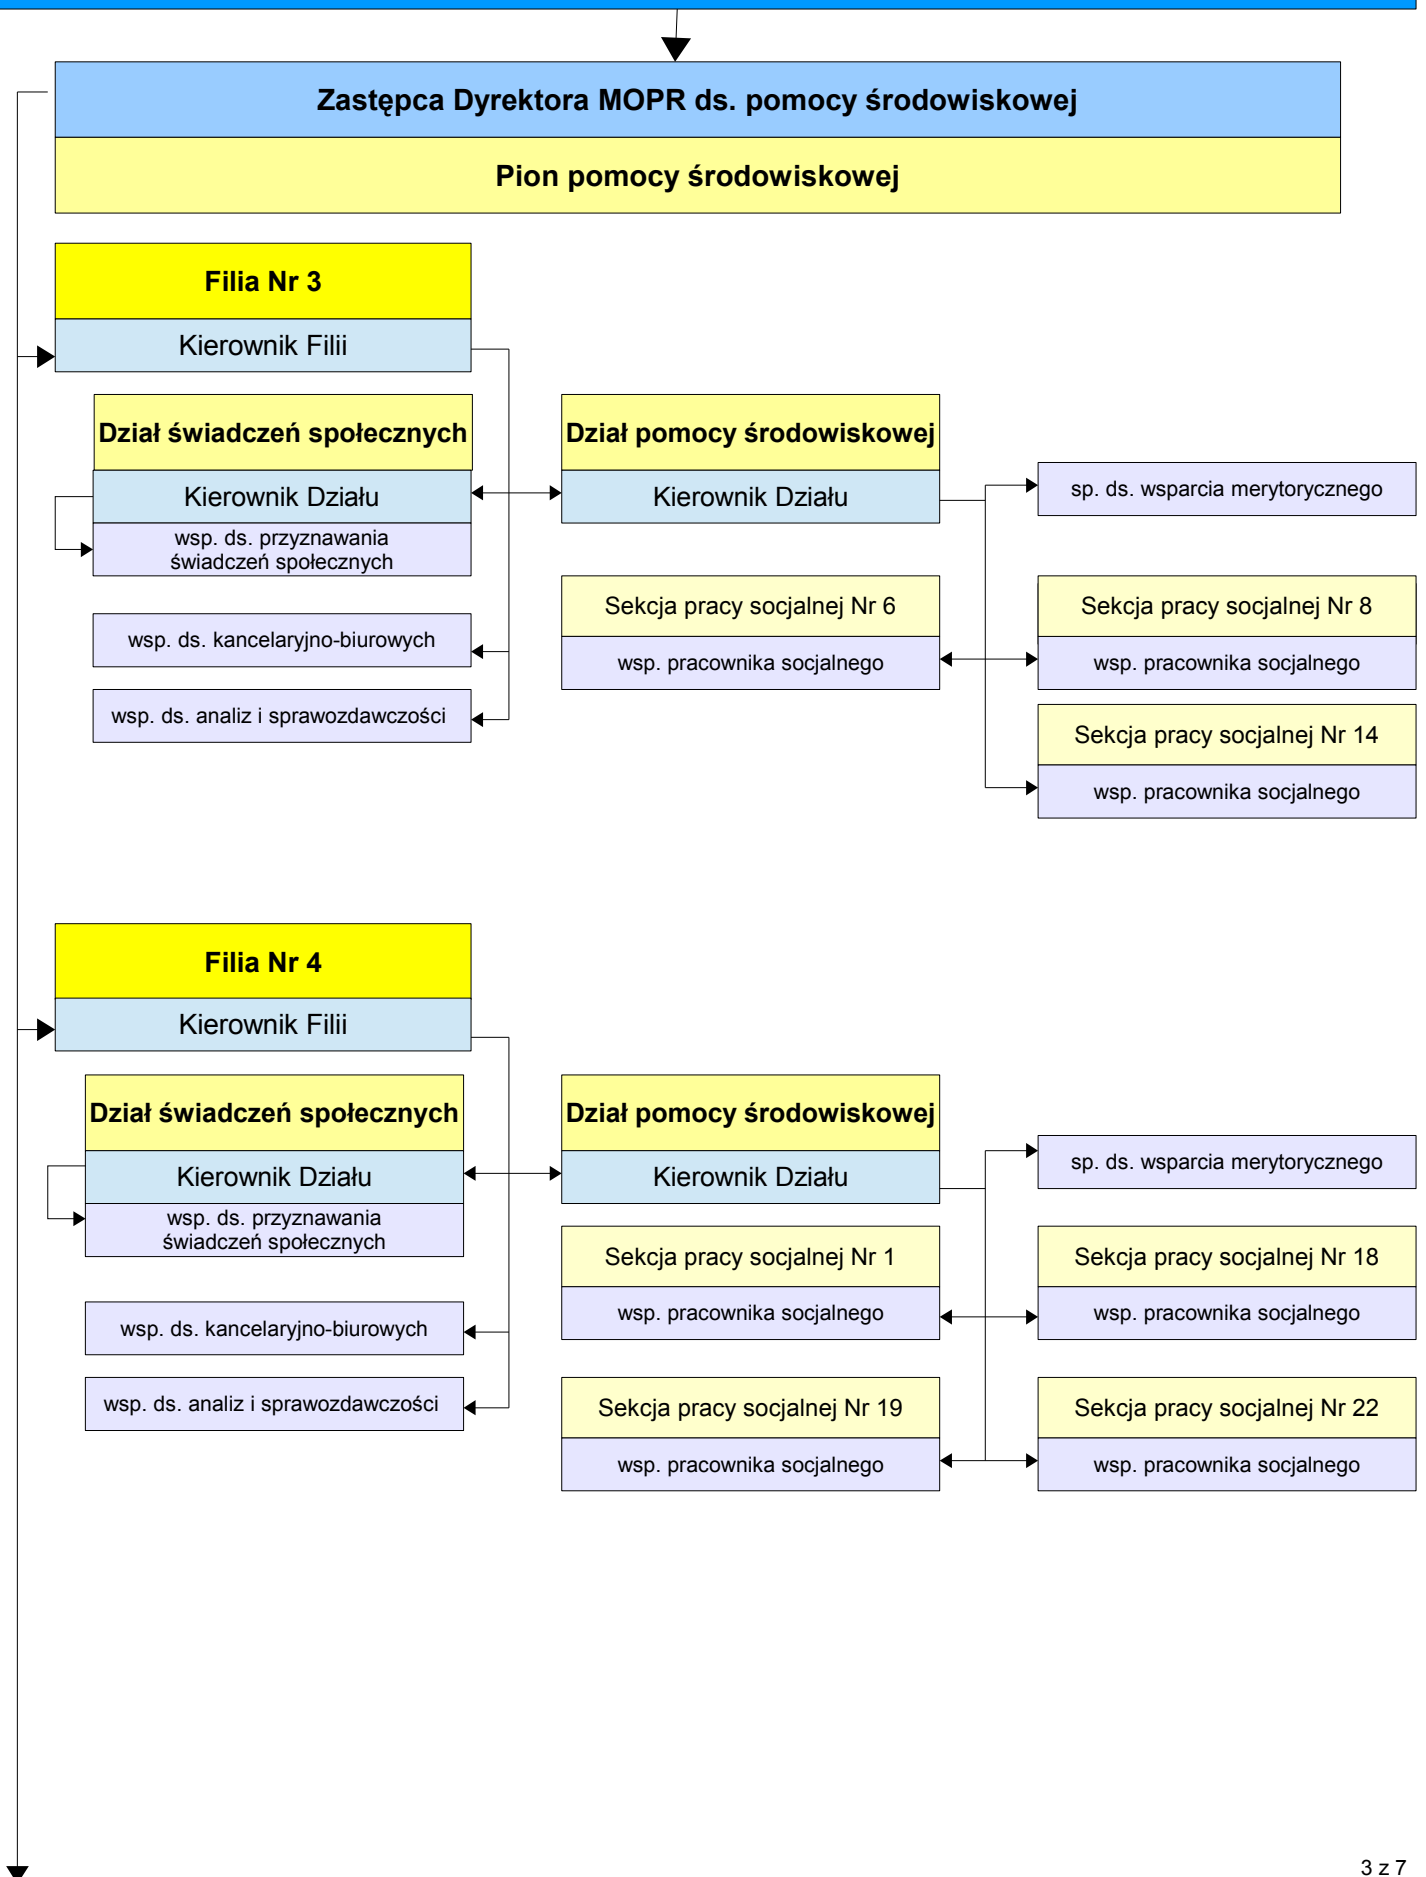 Zastępca Dyrektora MOPR ds. pomocy środowiskowej
Pion pomocy środowiskowej
Filia Nr 3
Kierownik Filii
Dział świadczeń społecznych
Kierownik Działu
wsp. ds. przyznawania
świadczeń społecznych
wsp. ds. kancelaryjno-biurowych
wsp. ds. analiz i sprawozdawczości
Dział pomocy środowiskowej
Kierownik Działu
sp. ds. wsparcia merytorycznego
Sekcja pracy socjalnej Nr 6
wsp. pracownika socjalnego
Sekcja pracy socjalnej Nr 8
wsp. pracownika socjalnego
Sekcja pracy socjalnej Nr 14
wsp. pracownika socjalnego
Filia Nr 4
Kierownik Filii
Dział świadczeń społecznych
Kierownik Działu
wsp. ds. przyznawania
świadczeń społecznych
wsp. ds. kancelaryjno-biurowych
wsp. ds. analiz i sprawozdawczości
Dział pomocy środowiskowej
Kierownik Działu
sp. ds. wsparcia merytorycznego
Sekcja pracy socjalnej Nr 1
wsp. pracownika socjalnego
Sekcja pracy socjalnej Nr 18
wsp. pracownika socjalnego
Sekcja pracy socjalnej Nr 19
wsp. pracownika socjalnego
Sekcja pracy socjalnej Nr 22
wsp. pracownika socjalnego
3 z 7